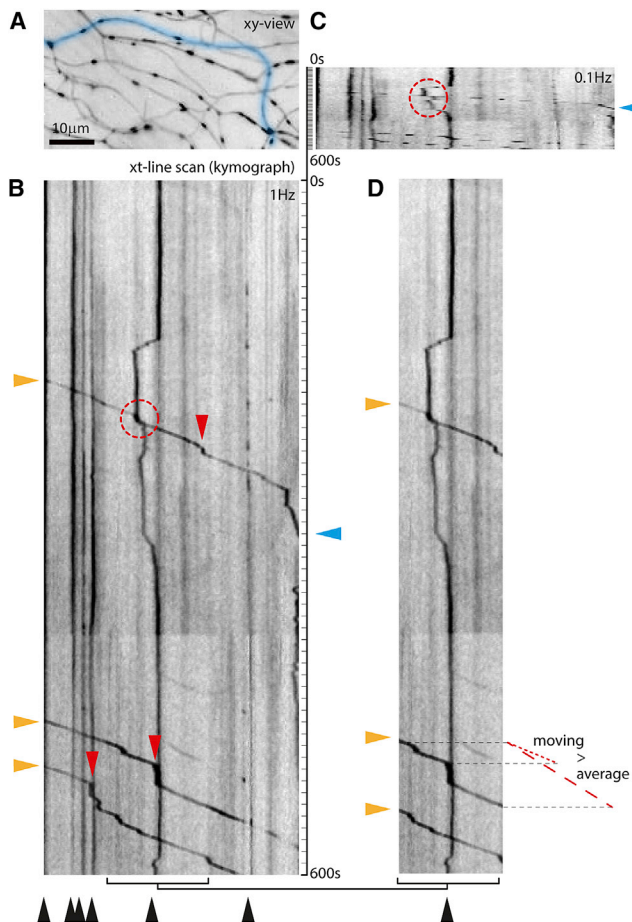 A
xy-view
10μm
C
0s
0.1Hz
600s
xt-line scan (kymograph)
B
0s
1Hz
D
moving
>
average
600s